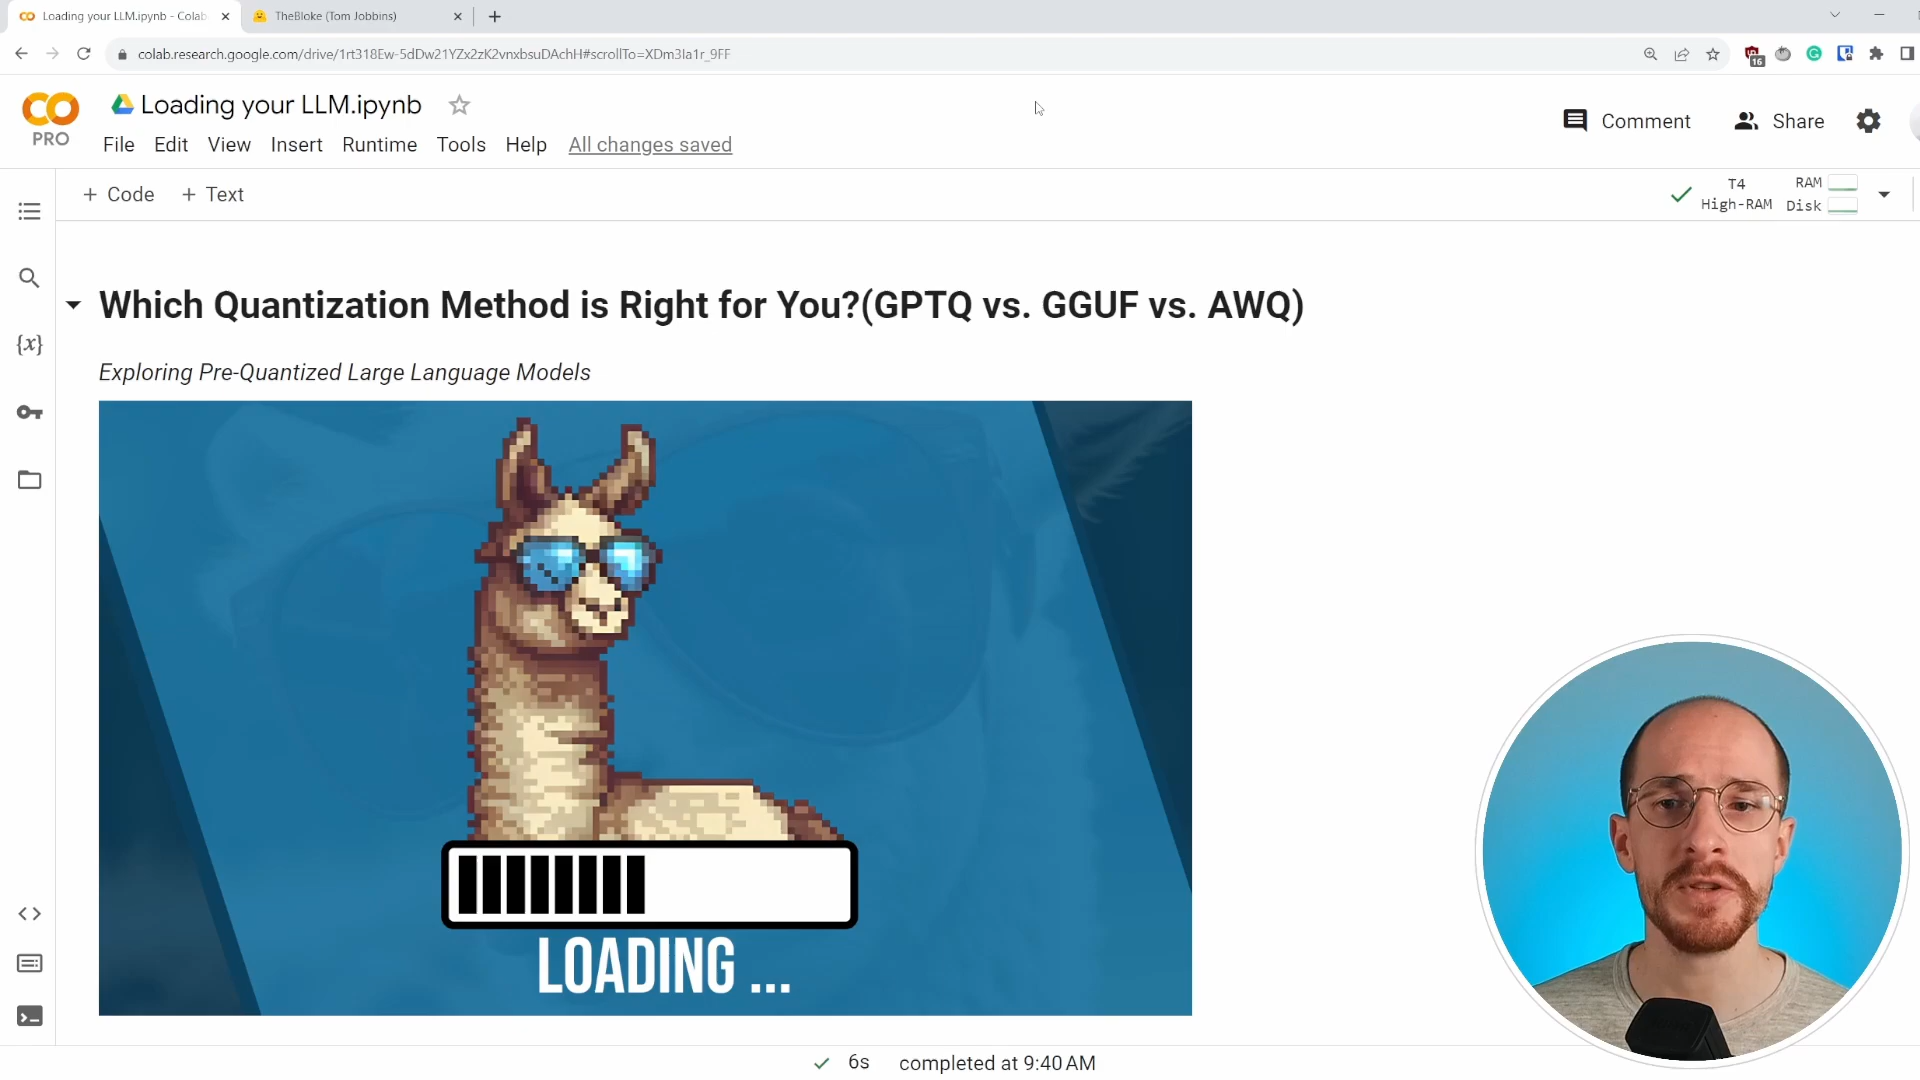 Loading your LLM.ipynb - Colab
TheBloke (Tom Jobbins)
colab.research.google.com/drive/1rt318Ew-5dDw21YZx2zK2vnxbsuDAchH#scrollTo=XDm3Ia1r_9FF
16
PRO
Loading your LLM.ipynb
File Edit View Insert Runtime Tools Help All changes saved
Comment
Share
+ Code + Text
T4
High-RAM
RAM
Disk
{x}
Which Quantization Method is Right for You?(GPTQ vs. GGUF vs. AWQ)
Exploring Pre-Quantized Large Language Models
LOADING ...
6s completed at 9:40 AM